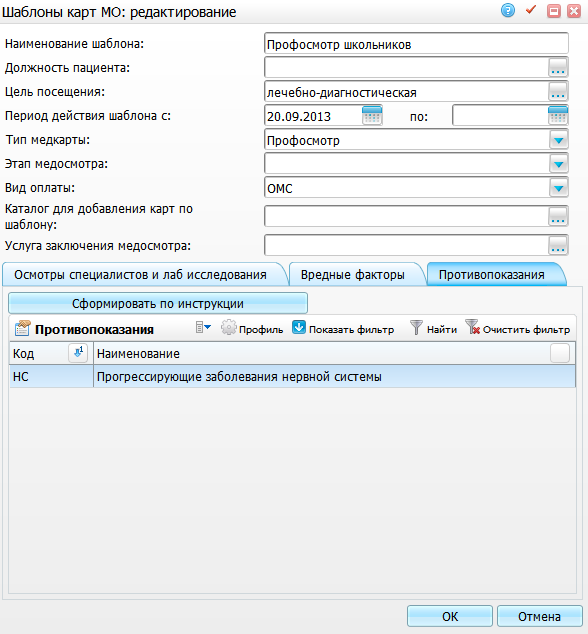 Шаблоны карт МО: редактирование
Наименование шаблона: Профосмотр школьников
Должность пациента: ...
Цель посещения: лечебно-диагностическая ...
Период действия шаблона с: 20.09.2013 по:
Тип медкарты: Профосмотр
Этап медосмотра:
Вид оплаты: ОМС
Каталог для добавления карт по
шаблону: ...
Услуга заключения медосмотра: ...
Осмотры специалистов и лаб исследования Вредные факторы Противопоказания
Сформировать по инструкции
Противопоказания Профиль Показать фильтр Найти Очистить фильтр
Код 1 Наименование
НС Прогрессирующие заболевания нервной системы
ОК Отмена